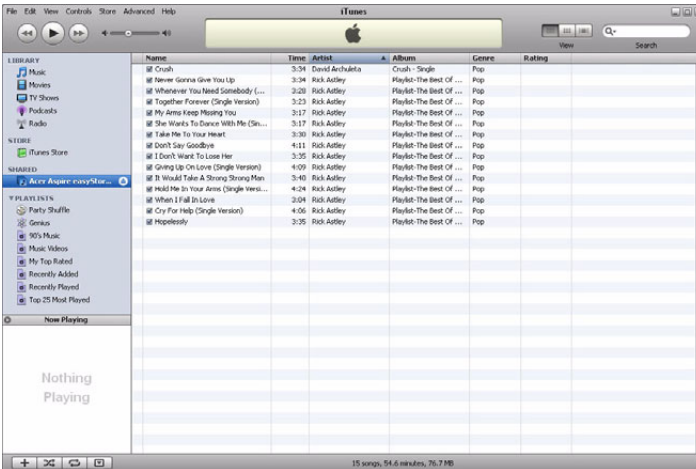 File Edit View Controls Store Advanced Help
iTunes
View
Search
LIBRARY
Music
Movies
TV Shows
Podcasts
Radio
STORE
iTunes Store
SHARED
Acer Aspire easyStor...
PLAYLISTS
Party Shuffle
Genius
90's Music
Music Videos
My Top Rated
Recently Added
Recently Played
Top 25 Most Played
Now Playing
Nothing
Playing
Name Time Artist Album Genre Rating
Crush 3:34 David Archuleta Crush - Single Pop
Never Gonna Give You Up 3:34 Rick Astley Playlist-The Best Of ... Pop
Whenever You Need Somebody (... 3:28 Rick Astley Playlist-The Best Of ... Pop
Together Forever (Single Version) 3:23 Rick Astley Playlist-The Best Of ... Pop
My Arms Keep Missing You 3:17 Rick Astley Playlist-The Best Of ... Pop
She Wants To Dance With Me (Sin... 3:17 Rick Astley Playlist-The Best Of ... Pop
Take Me To Your Heart 3:30 Rick Astley Playlist-The Best Of ... Pop
Don't Say Goodbye 4:11 Rick Astley Playlist-The Best Of ... Pop
I Don't Want To Lose Her 3:35 Rick Astley Playlist-The Best Of ... Pop
Giving Up On Love (Single Version) 4:09 Rick Astley Playlist-The Best Of ... Pop
It Would Take A Strong Strong Man 3:40 Rick Astley Playlist-The Best Of ... Pop
Hold Me In Your Arms (Single Versi... 4:24 Rick Astley Playlist-The Best Of ... Pop
When I Fall In Love 3:04 Rick Astley Playlist-The Best Of ... Pop
Cry For Help (Single Version) 4:06 Rick Astley Playlist-The Best Of ... Pop
Hopelessly 3:35 Rick Astley Playlist-The Best Of ... Pop
15 songs, 54.6 minutes, 76.7 MB